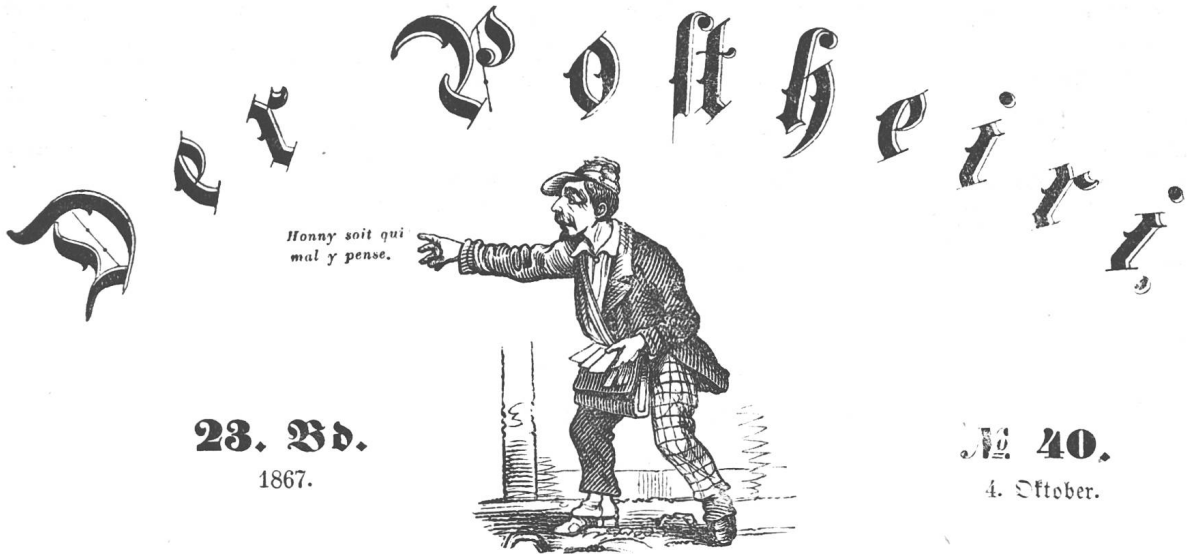 Der Postheiri.
Honny soit qui
mal y pense.
23. Bd.
1867.
№ 40.
4. Oktober.